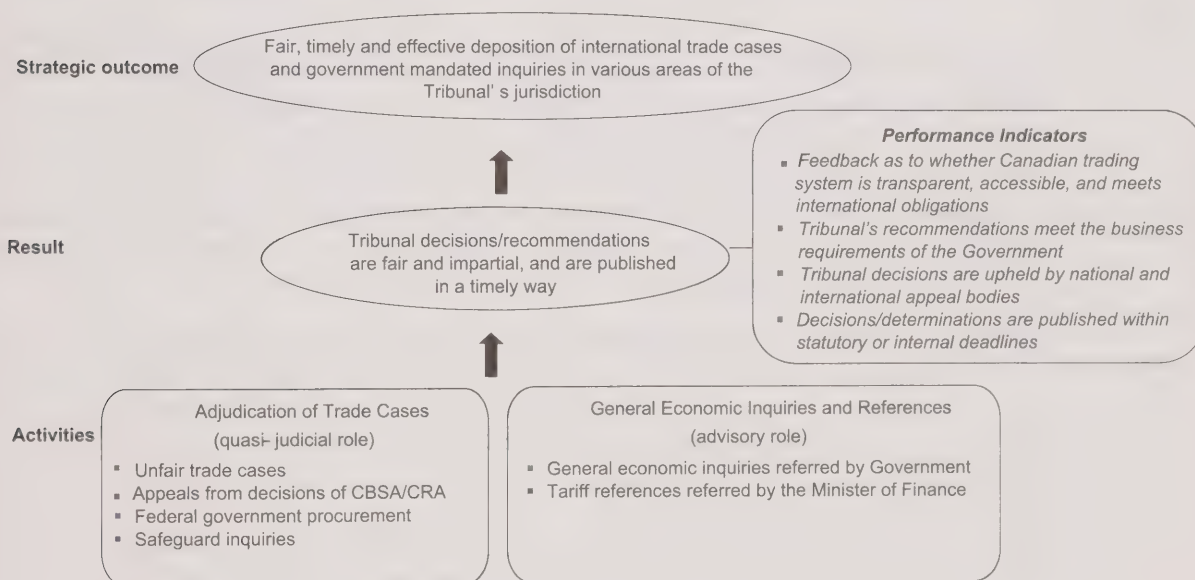 Strategic outcome
Fair, timely and effective deposition of international trade cases
and government mandated inquiries in various areas of the
Tribunal' s jurisdiction
Performance Indicators
▪ Feedback as to whether Canadian trading
system is transparent, accessible, and meets
international obligations
▪ Tribunal's recommendations meet the business
requirements of the Government
▪ Tribunal decisions are upheld by national and
international appeal bodies
▪ Decisions/determinations are published within
statutory or internal deadlines
Result
Tribunal decisions/recommendations
are fair and impartial, and are published
in a timely way
Activities
Adjudication of Trade Cases
(quasi- judicial role)
▪ Unfair trade cases
▪ Appeals from decisions of CBSA/CRA
▪ Federal government procurement
▪ Safeguard inquiries
General Economic Inquiries and References
(advisory role)
▪ General economic inquiries referred by Government
▪ Tariff references referred by the Minister of Finance